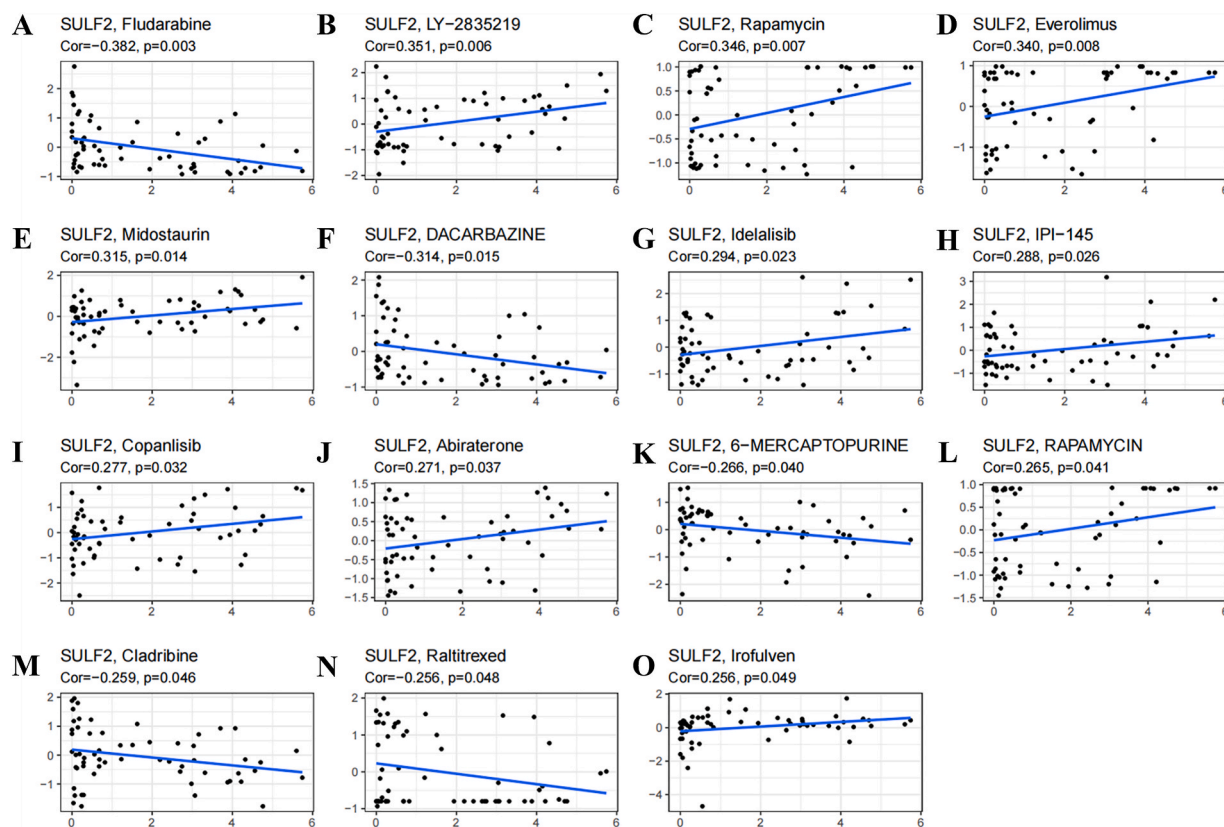 A
SULF2, Fludarabine
Cor=−0.382, p=0.003
3
2
1
0
−1
0 2 4 6
B
SULF2, LY−2835219
Cor=0.351, p=0.006
2
1
0
−1
−2
0 2 4 6
C
SULF2, Rapamycin
Cor=0.346, p=0.007
1.0
0.5
0.0
−0.5
−1.0
0 2 4 6
D
SULF2, Everolimus
Cor=0.340, p=0.008
1
0
−1
0 2 4 6
E
SULF2, Midostaurin
Cor=0.315, p=0.014
2
0
−2
0 2 4 6
F
SULF2, DACARBAZINE
Cor=−0.314, p=0.015
2
1
0
−1
0 2 4 6
G
SULF2, Idelalisib
Cor=0.294, p=0.023
2
1
0
−1
0 2 4 6
H
SULF2, IPI−145
Cor=0.288, p=0.026
3
2
1
0
−1
0 2 4 6
I
SULF2, Copanlisib
Cor=0.277, p=0.032
1
0
−1
−2
0 2 4 6
J
SULF2, Abiraterone
Cor=0.271, p=0.037
1.5
1.0
0.5
0.0
−0.5
−1.0
−1.5
0 2 4 6
K
SULF2, 6−MERCAPTOPURINE
Cor=−0.266, p=0.040
1
0
−1
−2
0 2 4 6
L
SULF2, RAPAMYCIN
Cor=0.265, p=0.041
1.0
0.5
0.0
−0.5
−1.0
−1.5
0 2 4 6
M
SULF2, Cladribine
Cor=−0.259, p=0.046
2
1
0
−1
0 2 4 6
N
SULF2, Raltitrexed
Cor=−0.256, p=0.048
2
1
0
−1
0 2 4 6
O
SULF2, Irofulven
Cor=0.256, p=0.049
2
0
−2
−4
0 2 4 6